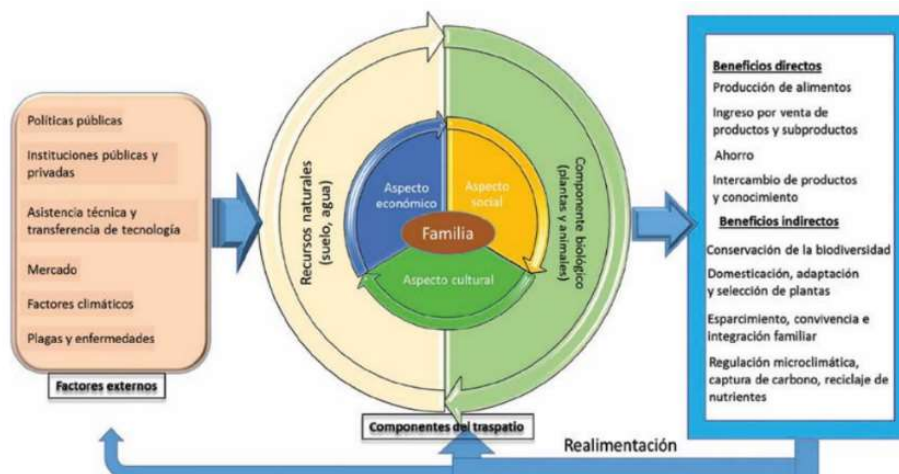 Políticas públicas
Instituciones públicas y
privadas
Asistencia técnica y
transferencia de tecnología
Mercado
Factores climáticos
Plagas y enfermedades
Factores externos
Recursos naturales
(suelo, agua)
Aspecto
económico
Aspecto
social
Familia
Aspecto cultural
Componente biológico
(plantas y animales)
Componentes del traspatio
Beneficios directos
Producción de alimentos
Ingreso por venta de
productos y subproductos
Ahorro
Intercambio de productos
y conocimiento
Beneficios indirectos
Conservación de la biodiversidad
Domesticación, adaptación
y selección de plantas
Esparcimiento, convivencia e
integración familiar
Regulación microclimática,
captura de carbono, reciclaje de
nutrientes
Realimentación